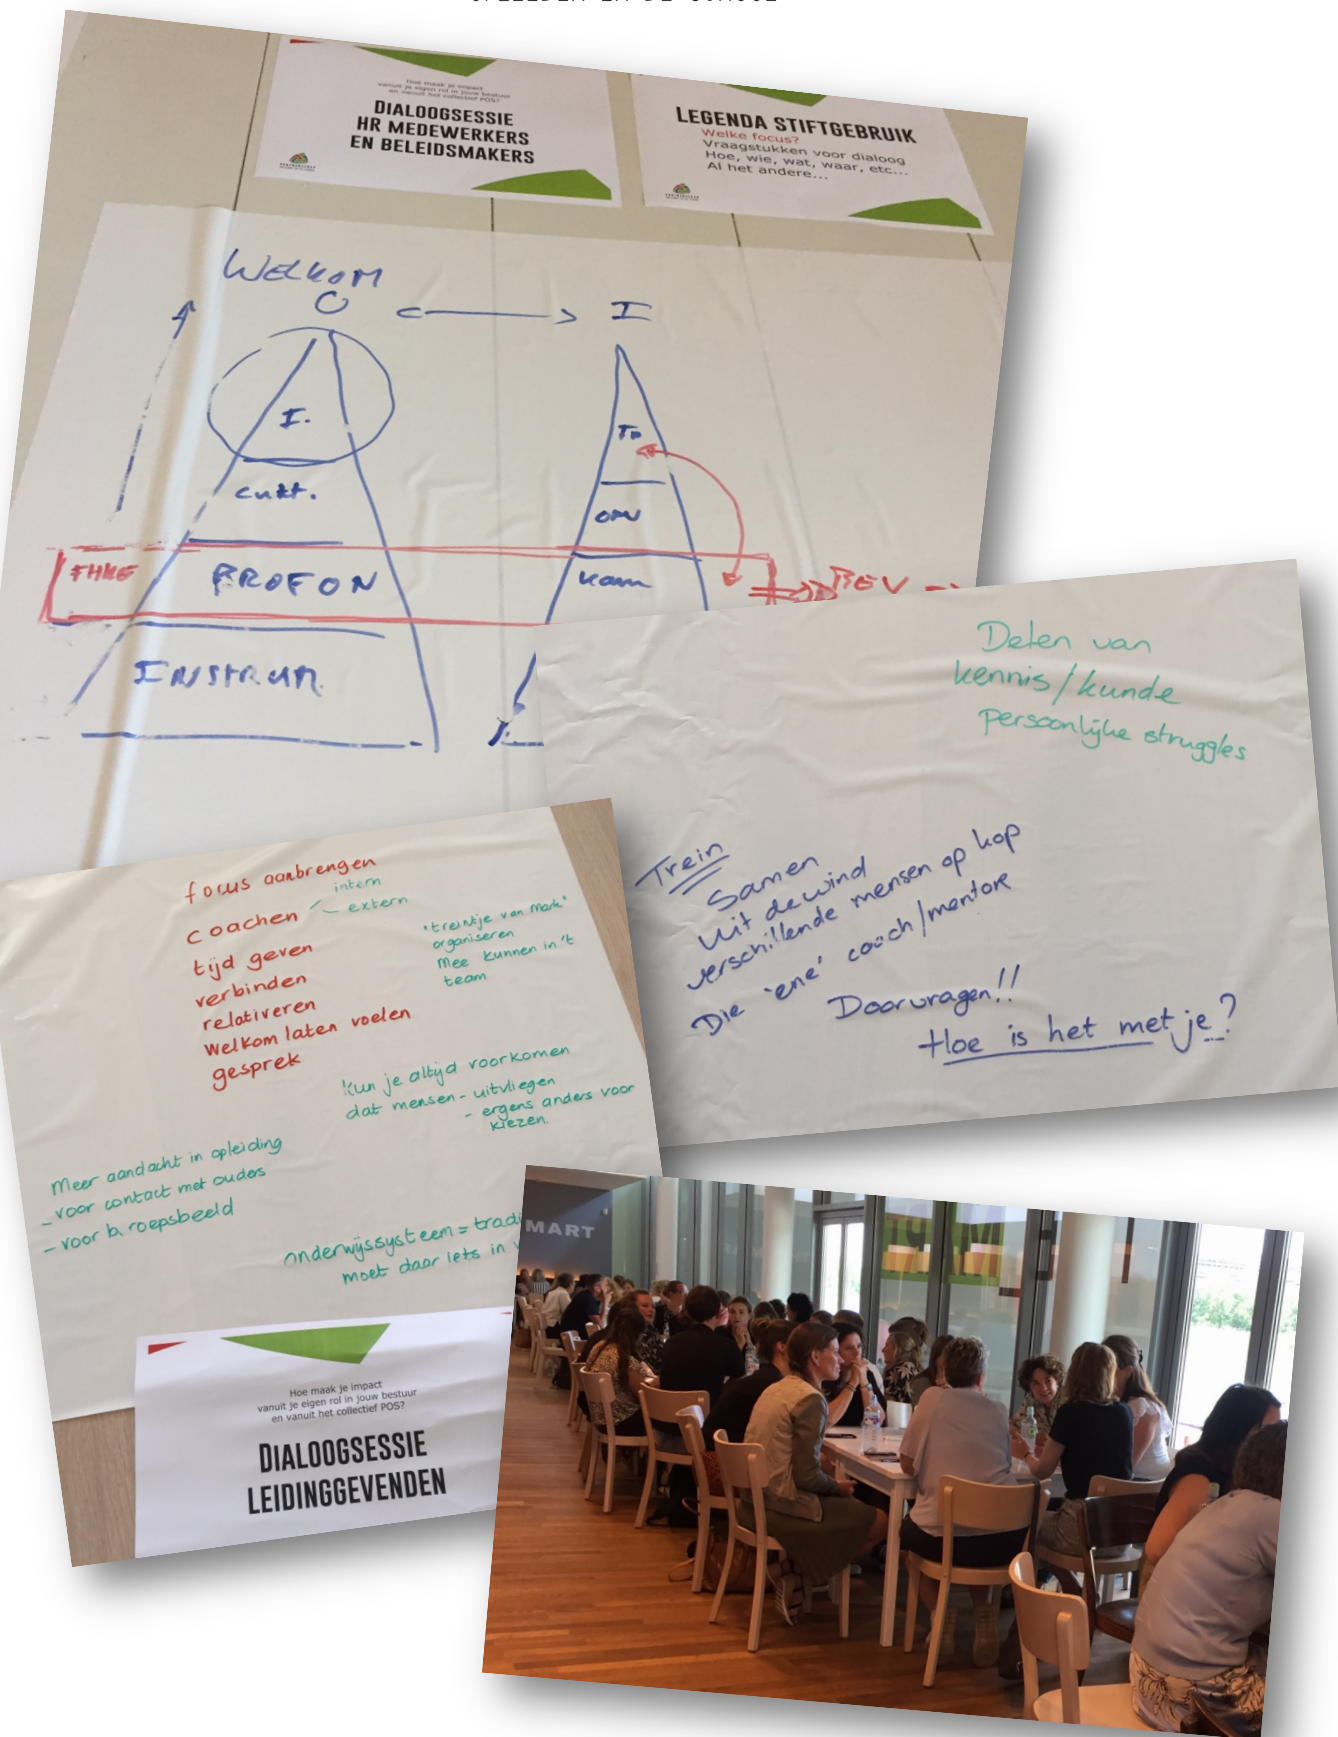 Hoe maak je impact
vanuit je eigen rol in jouw bestuur
en vanuit het collectief POS?
DIALOOGSESSIE
HR MEDEWERKERS
EN BELEIDSMAKERS
LEGENDA STIFTGEBRUIK
Welke focus?
Vraagstukken voor dialoog
Hoe, wie, wat, waar, etc...
Al het andere...
WELKOM
O
I
I.
cult.
PROFON
INSTRUM.
OMV
kom
BEV
Delen van
kennis/kunde
persoonlijke struggles
Trein
Samen
uit de wind
verschillende mensen op kop
Die 'ene' coach/mentore
Doorvragen!!
Hoe is het met je?
focus aanbrengen
coachen
intern
extern
tijd geven
verbinden
relativeren
welkom laten voelen
gesprek
"treintje van Mark"
organiseren
Mee kunnen in 't
team
Kun je altijd voorkomen
dat mensen - uitvliegen
- ergens anders voor
kiezen.
Meer aandacht in opleiding
- voor contact met ouders
- voor b.roepsbeeld
onderwijssysteem = tradi
moet daar iets in
Hoe maak je impact
vanuit je eigen rol in jouw bestuur
en vanuit het collectief POS?
DIALOOGSESSIE
LEIDINGGEVENDEN
MART